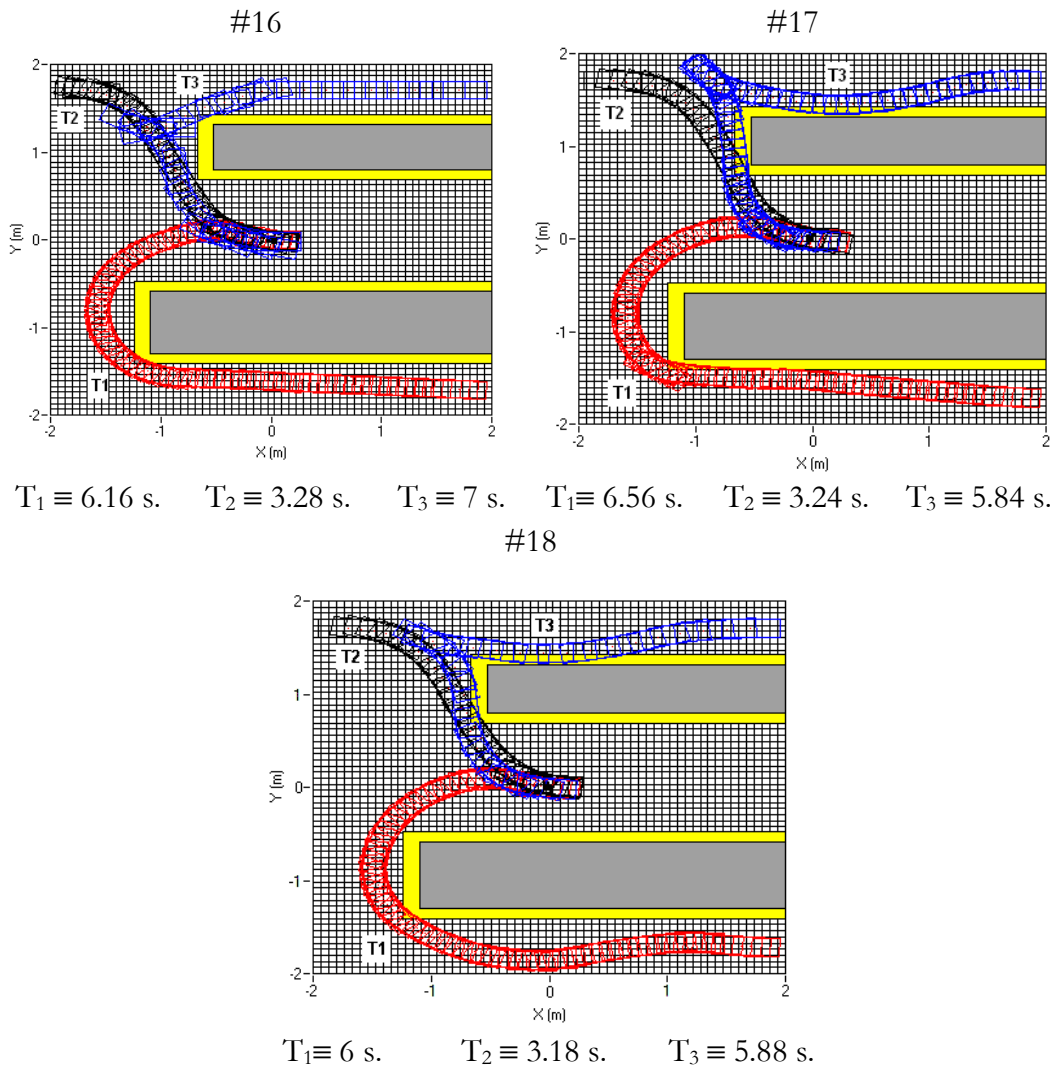 #16
#17
2
T3
T2
1
Y (m)
0
-1
T1
-2
-2
-1
0
1
2
X (m)
2
T3
T2
1
Y (m)
0
-1
T1
-2
-2
-1
0
1
2
X (m)
T1 ≡ 6.16 s. T2 ≡ 3.28 s. T3 ≡ 7 s.
T1≡ 6.56 s. T2 ≡ 3.24 s. T3 ≡ 5.84 s.
#18
2
T3
T2
1
Y (m)
0
-1
T1
-2
-2
-1
0
1
2
X (m)
T1≡ 6 s. T2 ≡ 3.18 s. T3 ≡ 5.88 s.